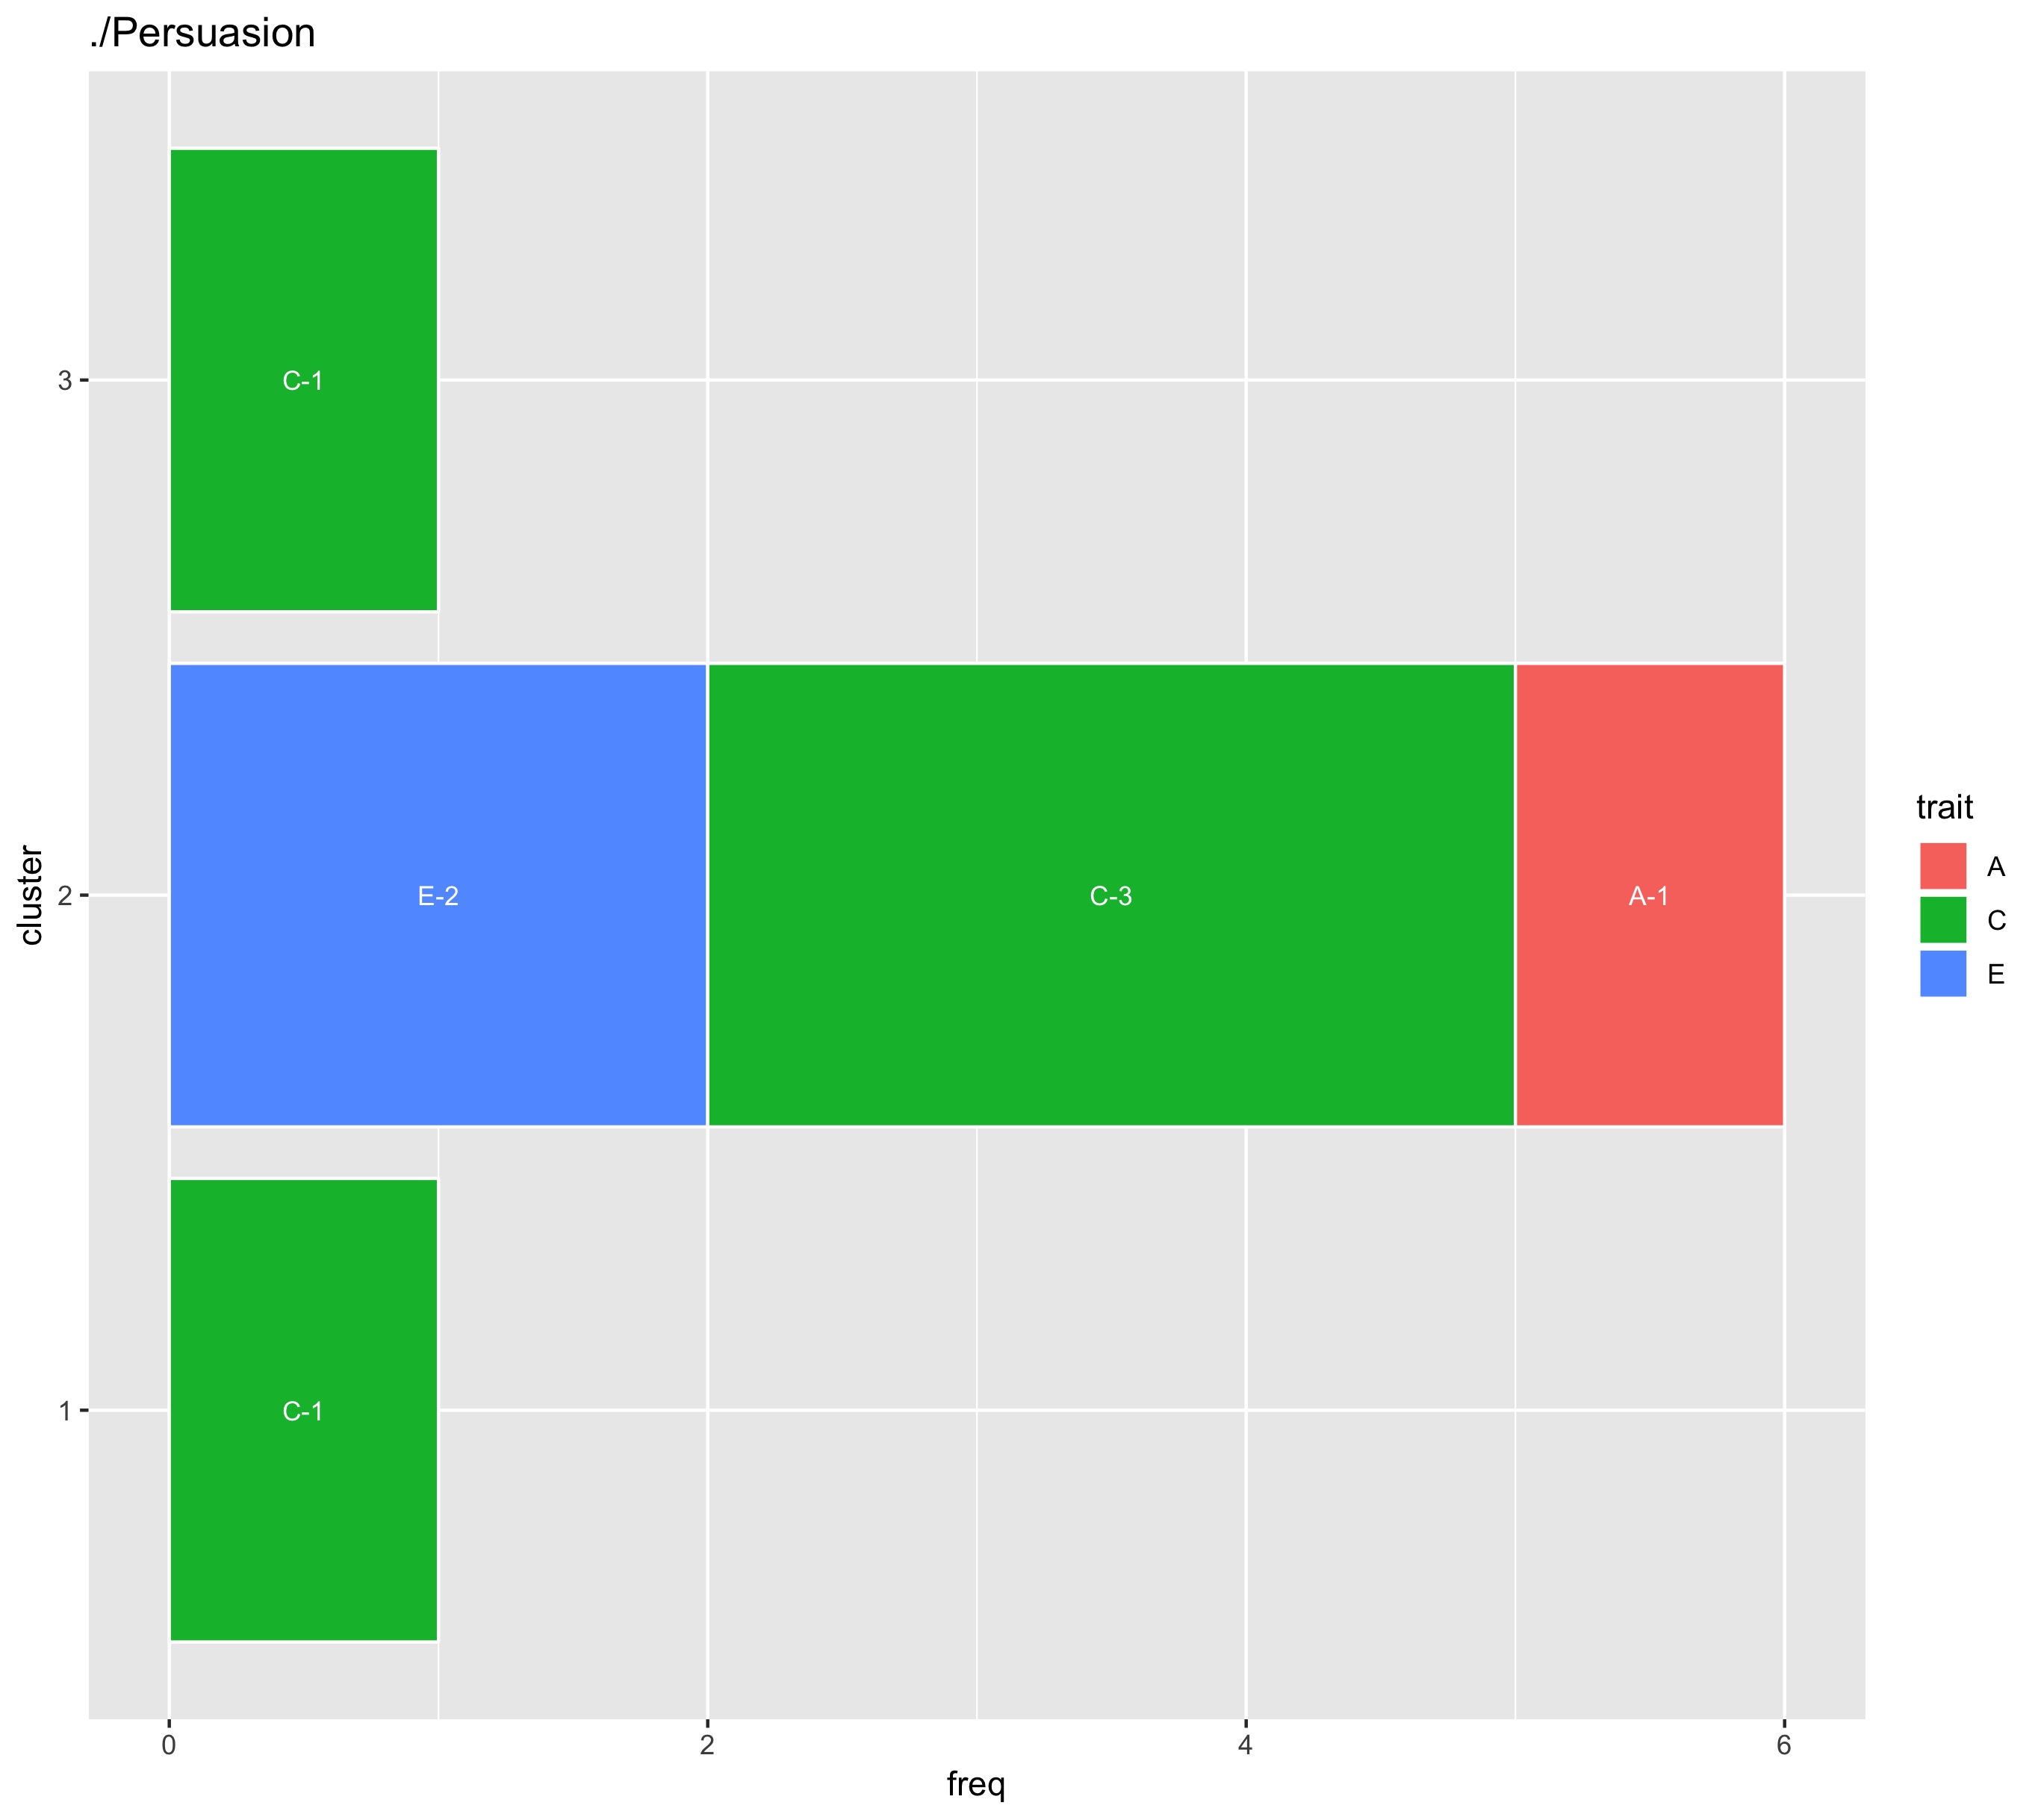 ./Persuasion
3
C-1
cluster
2
E-2 C-3 A-1
trait
A
C
E
1
C-1
0 2 4 6
freq